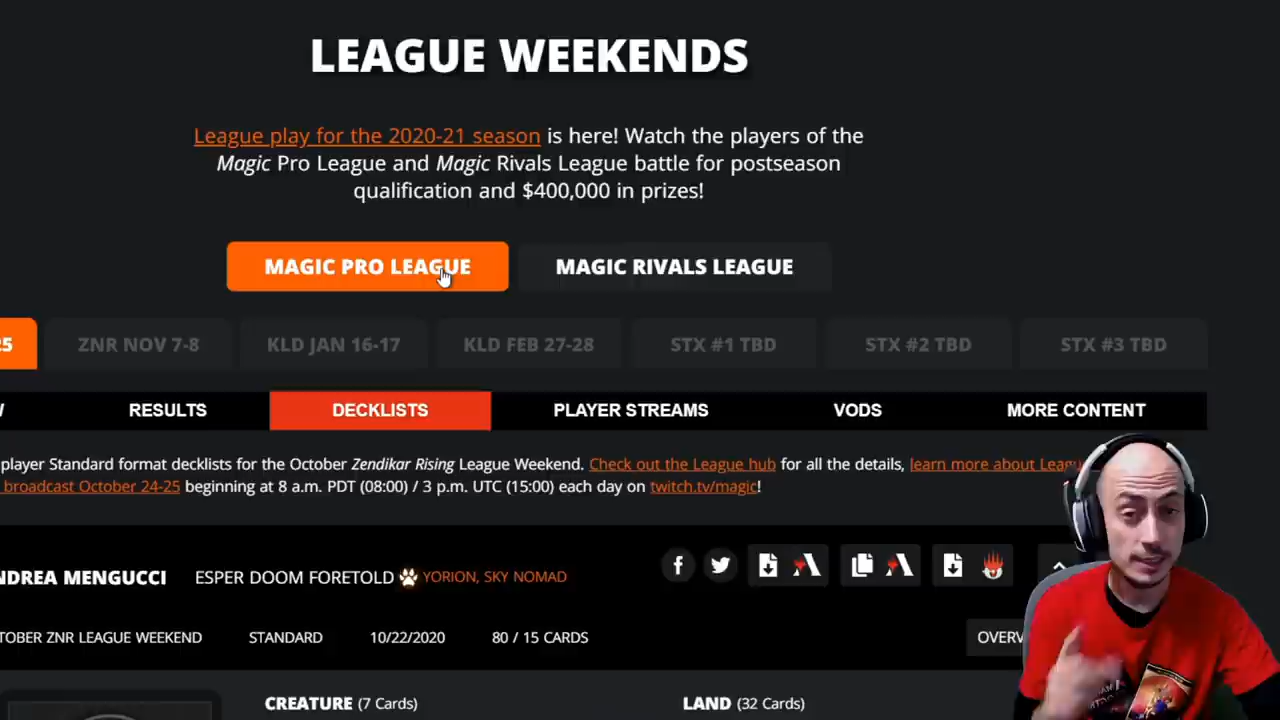 LEAGUE WEEKENDS
League play for the 2020-21 season is here! Watch the players of the
Magic Pro League and Magic Rivals League battle for postseason
qualification and $400,000 in prizes!
MAGIC PRO LEAGUE MAGIC RIVALS LEAGUE
ZNR NOV 7-8 KLD JAN 16-17 KLD FEB 27-28 STX #1 TBD STX #2 TBD STX #3 TBD
RESULTS DECKLISTS PLAYER STREAMS VODS MORE CONTENT
player Standard format decklists for the October Zendikar Rising League Weekend. Check out the League hub for all the details, learn more about
broadcast October 24-25 beginning at 8 a.m. PDT (08:00) / 3 p.m. UTC (15:00) each day on twitch.tv/magic!
NDREA MENGUCCI ESPER DOOM FORETOLD YORION, SKY NOMAD
TOBER ZNR LEAGUE WEEKEND STANDARD 10/22/2020 80 / 15 CARDS OVERV
CREATURE (7 Cards) LAND (32 Cards)